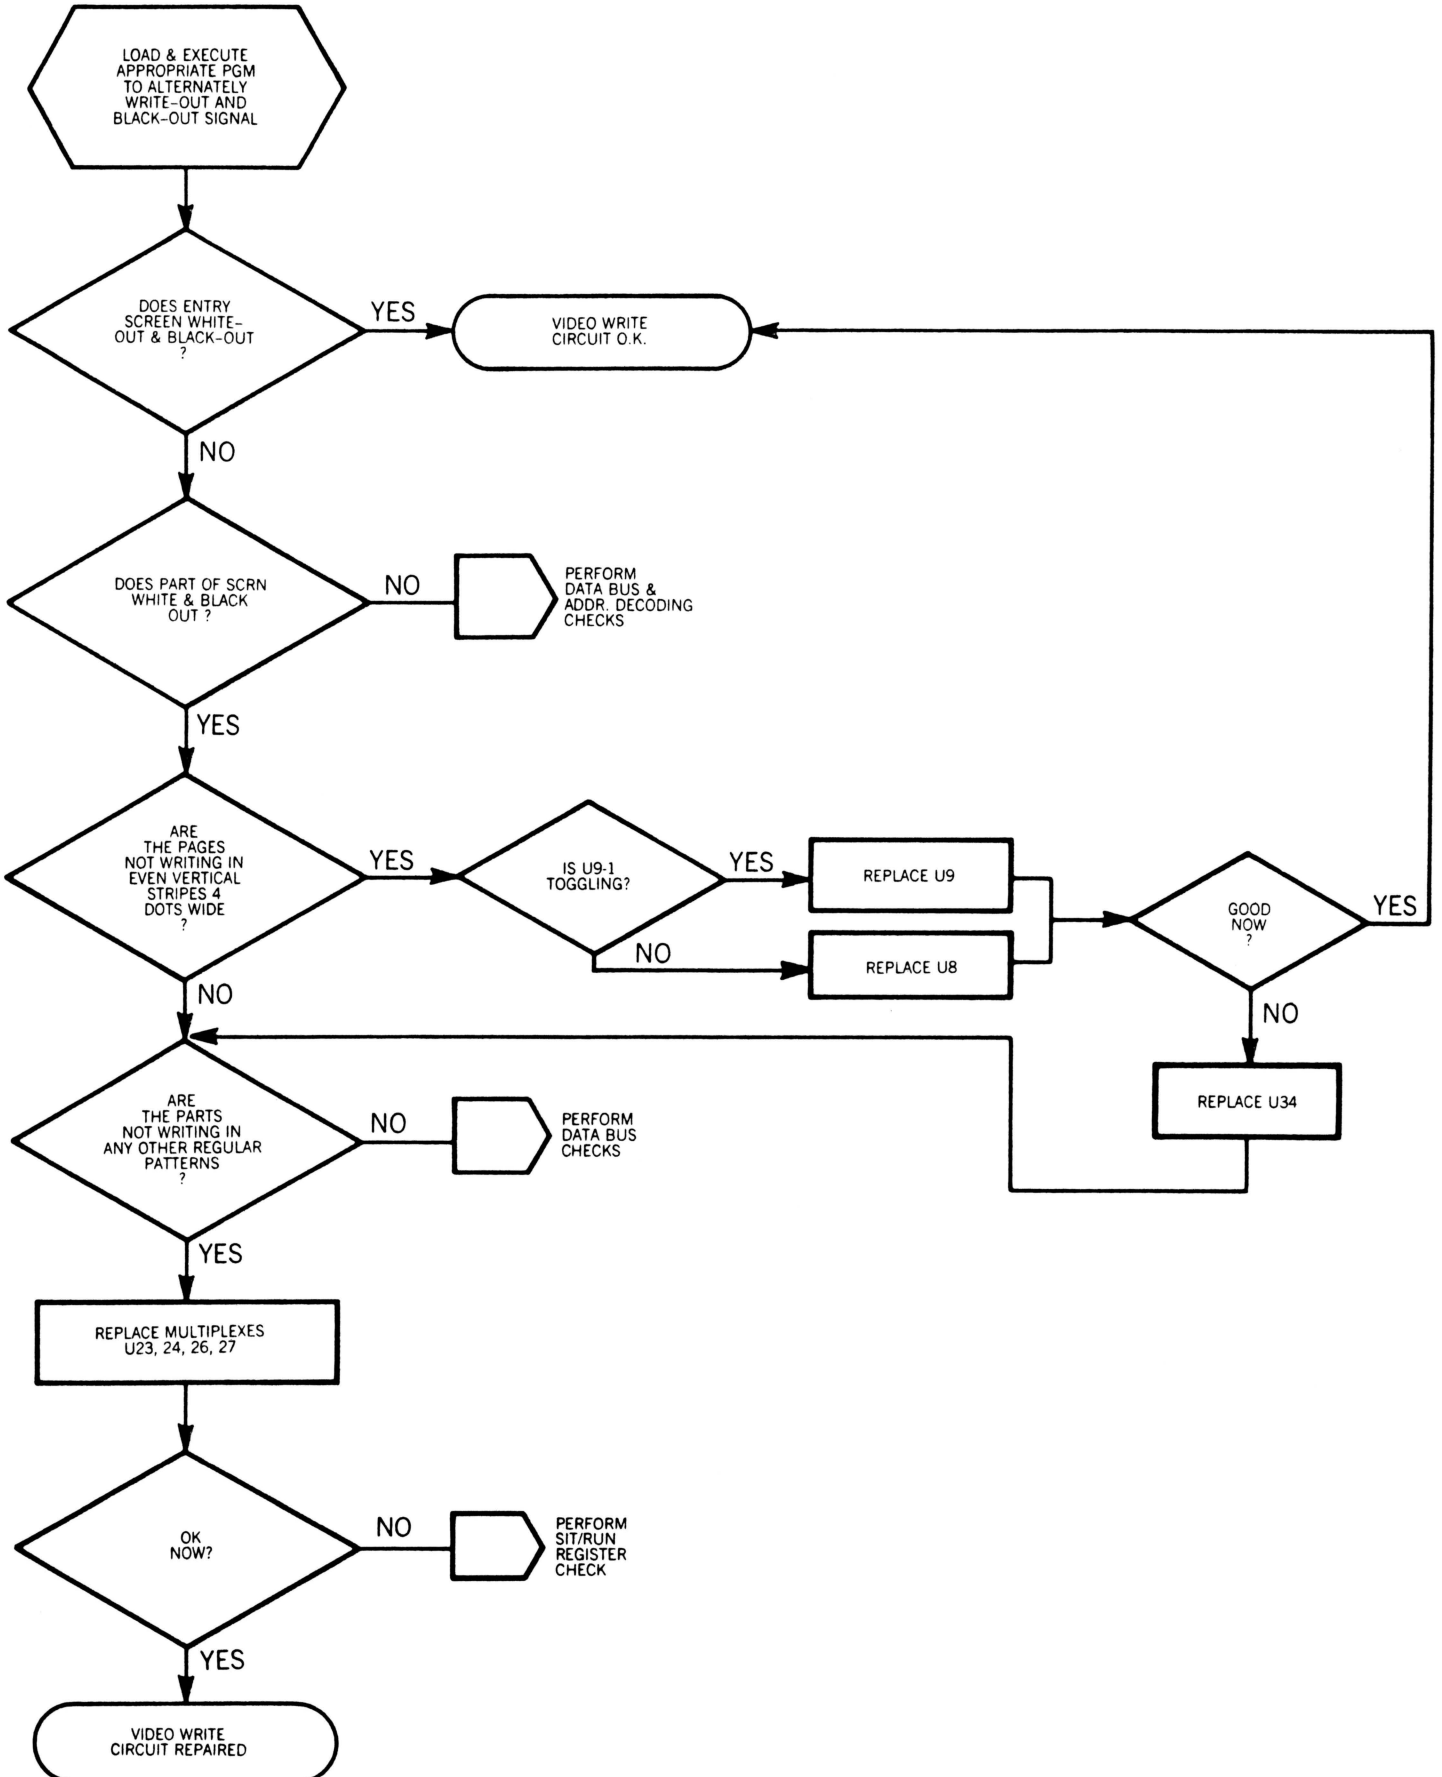 LOAD & EXECUTE
APPROPRIATE PGM
TO ALTERNATELY
WRITE-OUT AND
BLACK-OUT SIGNAL
DOES ENTRY
SCREEN WHITE-
OUT & BLACK-OUT
?
YES
VIDEO WRITE
CIRCUIT O.K.
NO
DOES PART OF SCRN
WHITE & BLACK
OUT ?
NO
PERFORM
DATA BUS &
ADDR. DECODING
CHECKS
YES
ARE
THE PAGES
NOT WRITING IN
EVEN VERTICAL
STRIPES 4
DOTS WIDE
?
YES
IS U9-1
TOGGLING?
YES
REPLACE U9
NO
REPLACE U8
GOOD
NOW
?
YES
NO
REPLACE U34
NO
ARE
THE PARTS
NOT WRITING IN
ANY OTHER REGULAR
PATTERNS
?
NO
PERFORM
DATA BUS
CHECKS
YES
REPLACE MULTIPLEXES
U23, 24, 26, 27
OK
NOW?
NO
PERFORM
SIT/RUN
REGISTER
CHECK
YES
VIDEO WRITE
CIRCUIT REPAIRED